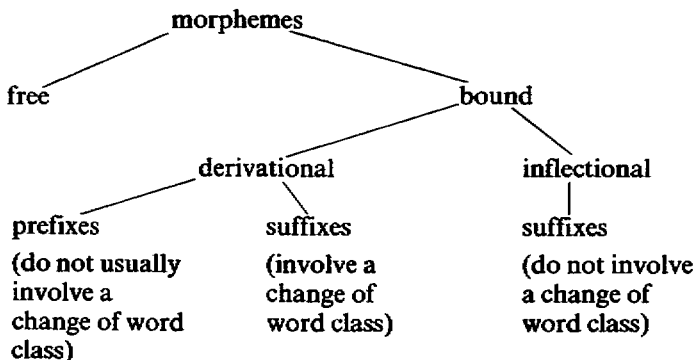 morphemes
free
bound
derivational
inflectional
prefixes
(do not usually
involve a
change of word
class)
suffixes
(involve a
change of
word class)
suffixes
(do not involve
a change of
word class)